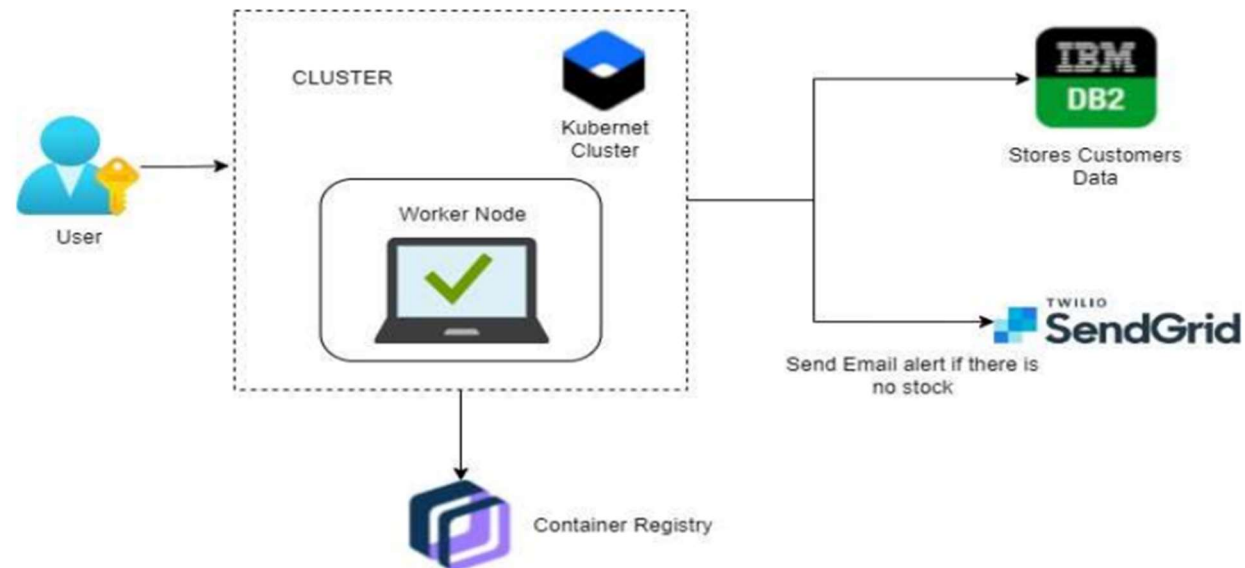 CLUSTER
Kubernet
Cluster
IBM
DB2
Stores Customers
Data
User
Worker Node
TWILIO
SendGrid
Send Email alert if there is
no stock
Container Registry